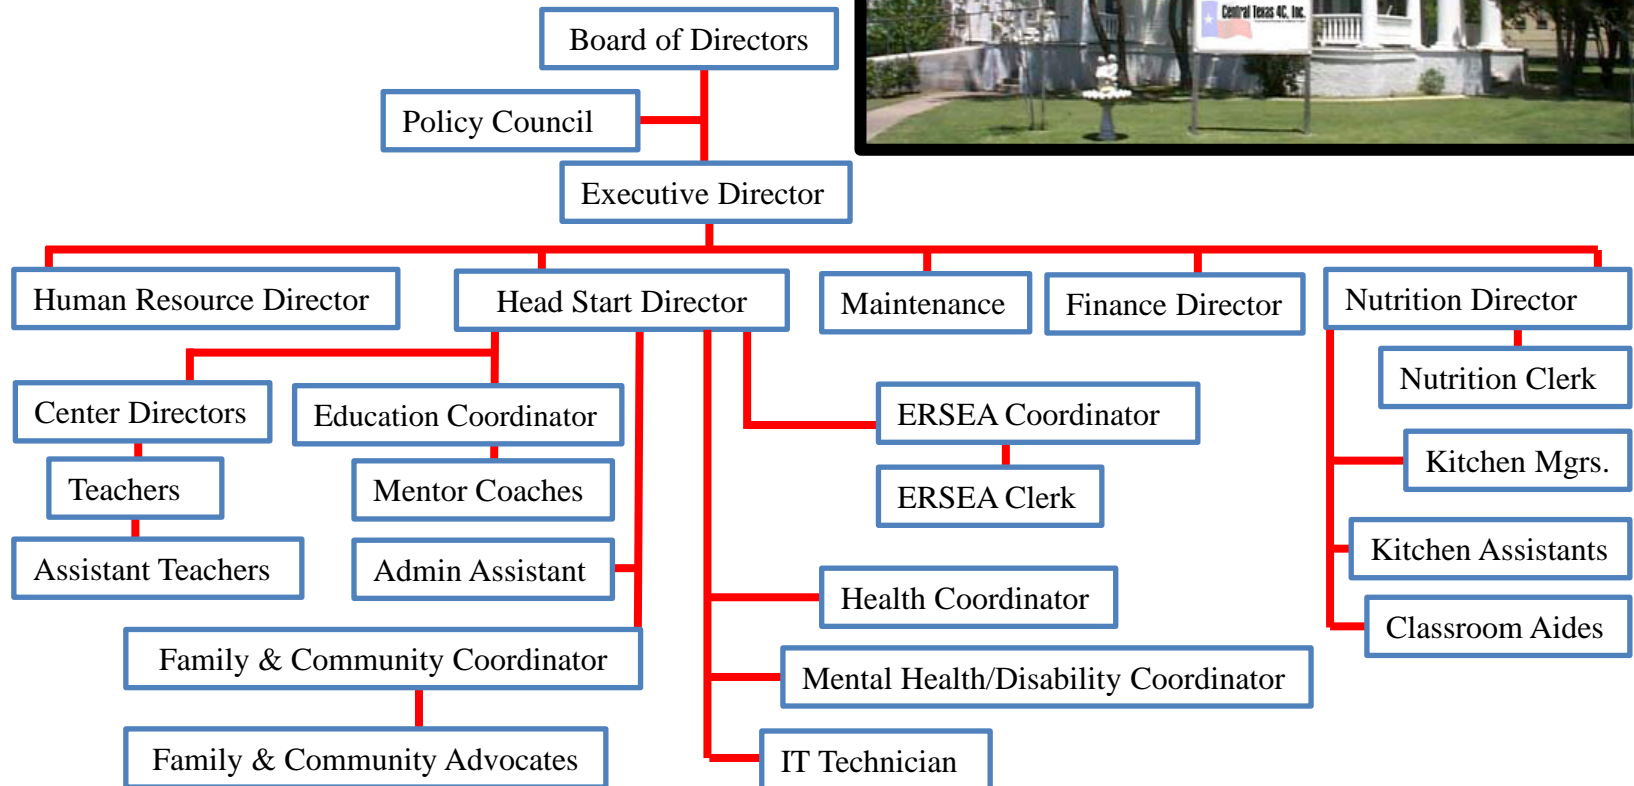 Central Texas 4C, Inc.
Board of Directors
Policy Council
Executive Director
Human Resource Director
Head Start Director
Maintenance
Finance Director
Nutrition Director
Nutrition Clerk
Center Directors
Education Coordinator
ERSEA Coordinator
Kitchen Mgrs.
Teachers
Mentor Coaches
ERSEA Clerk
Assistant Teachers
Admin Assistant
Kitchen Assistants
Health Coordinator
Classroom Aides
Family & Community Coordinator
Mental Health/Disability Coordinator
Family & Community Advocates
IT Technician